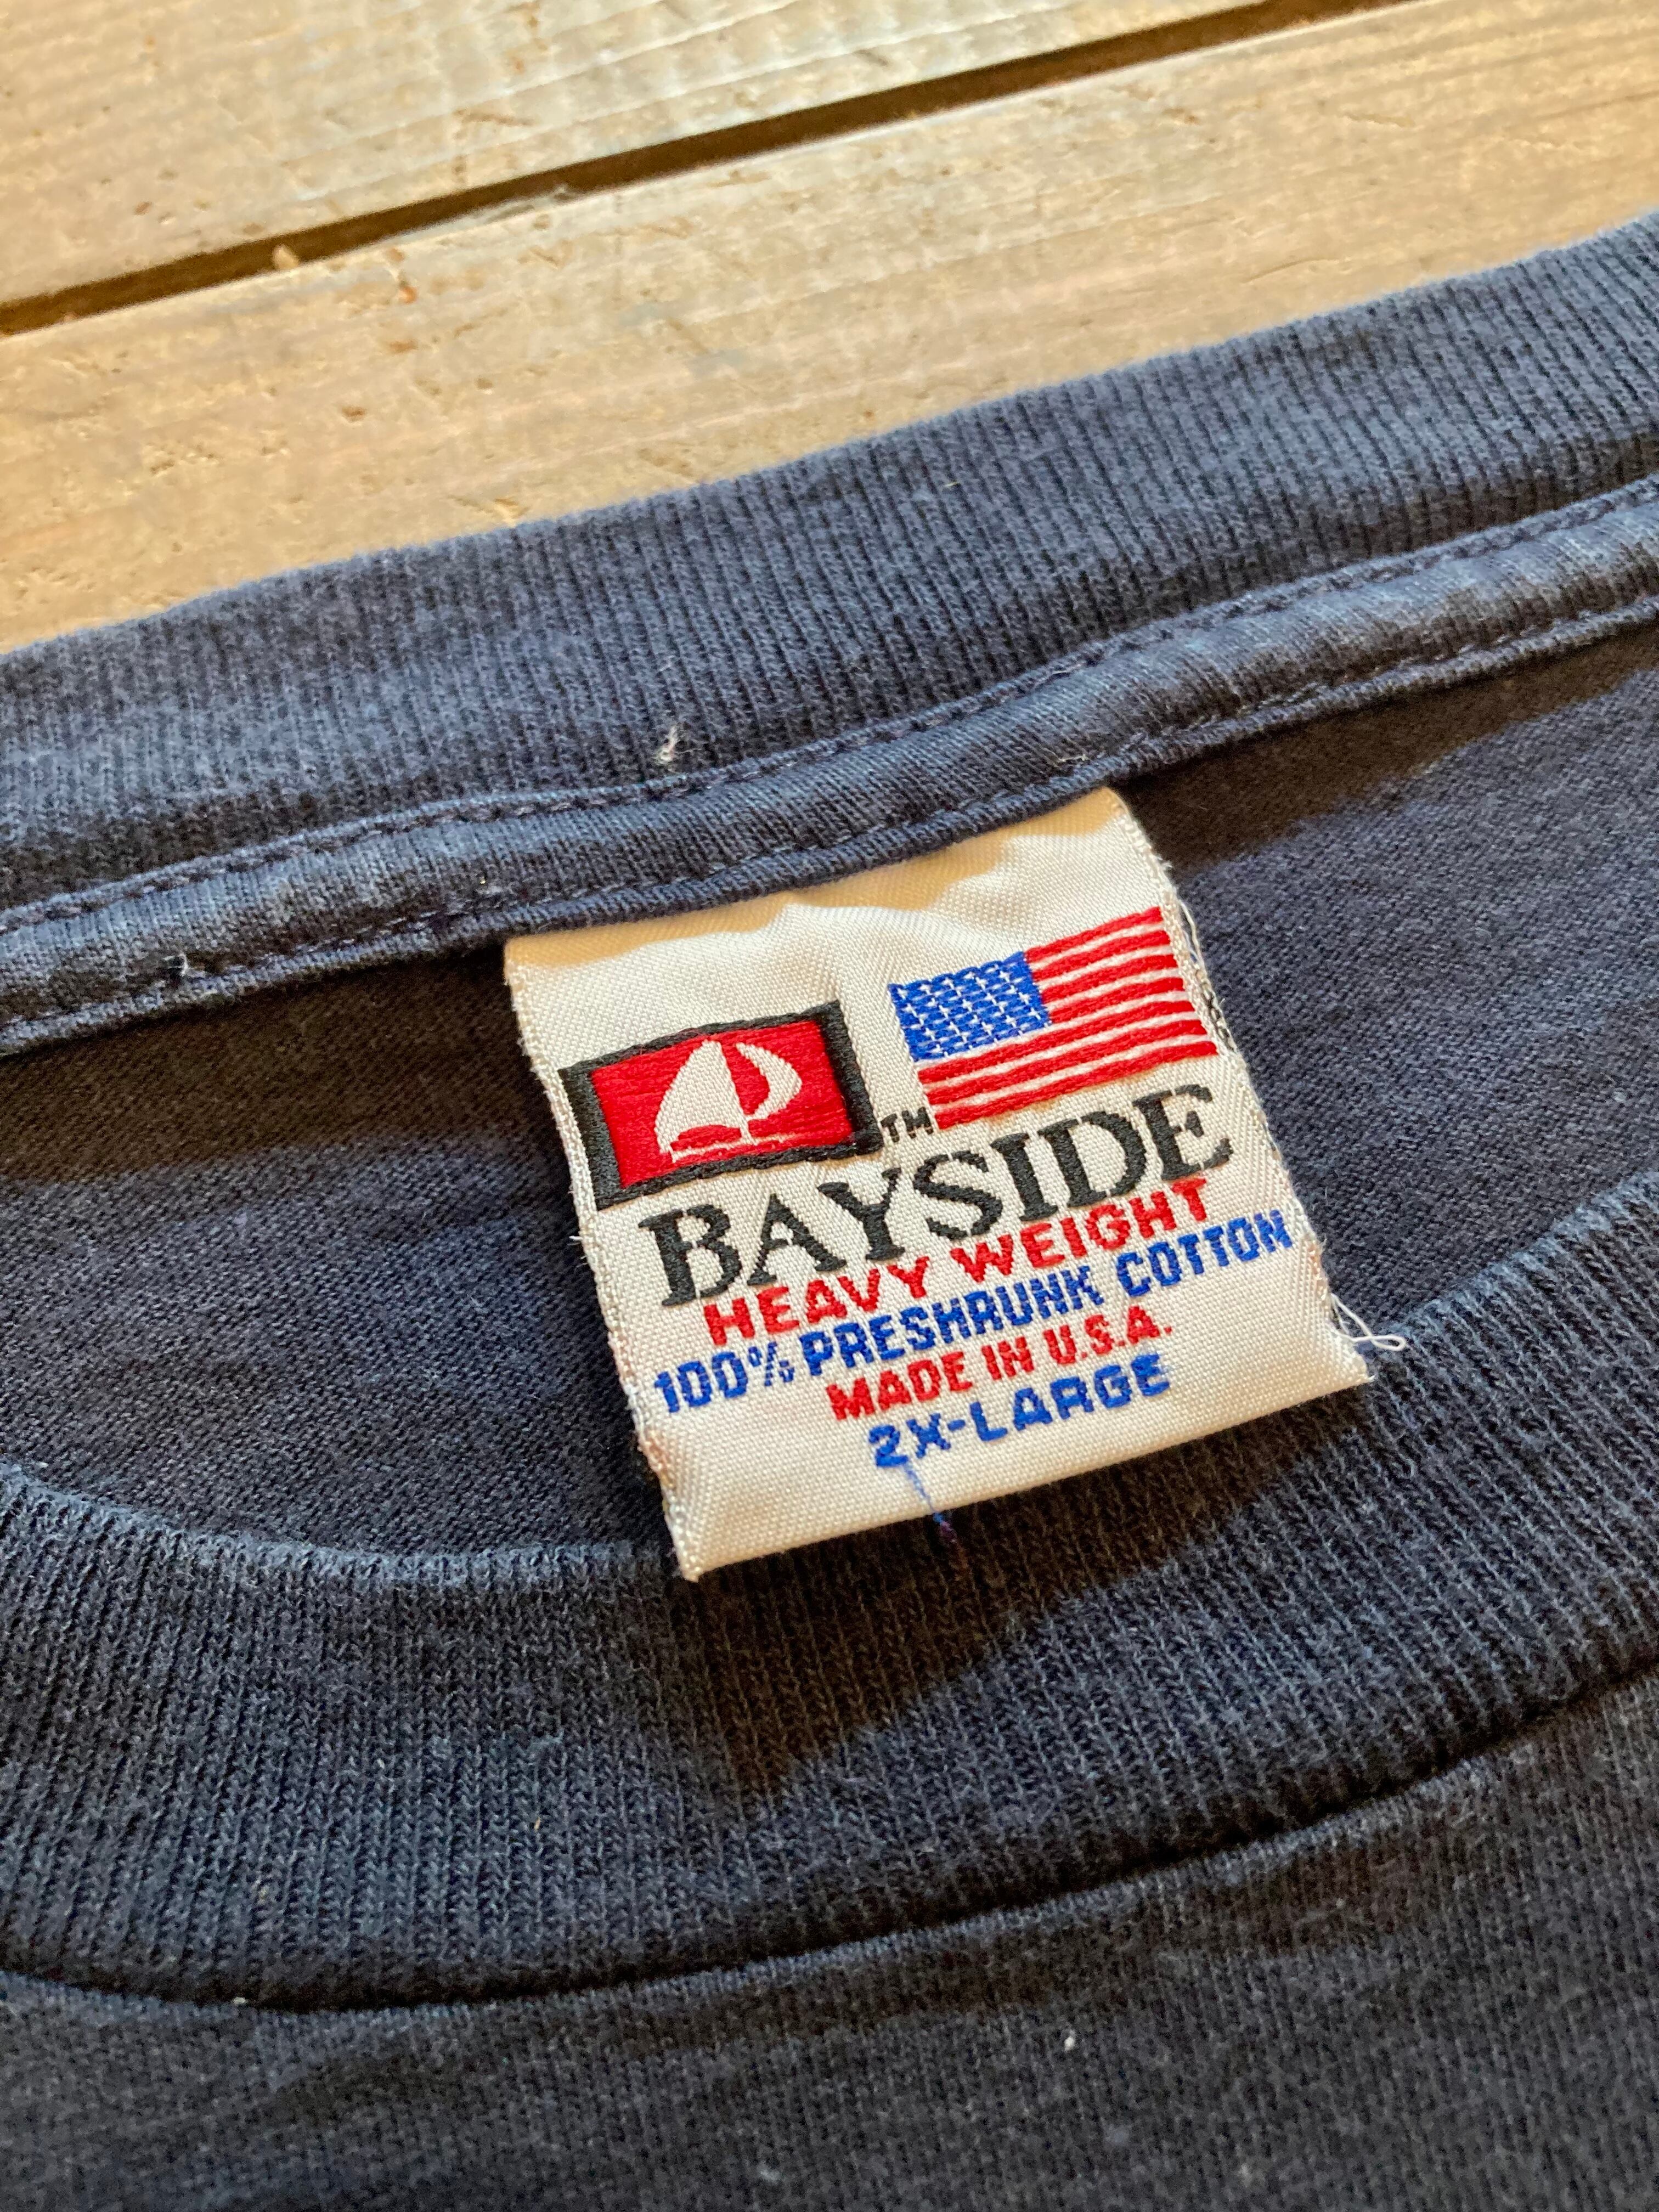 TM
BAYSIDE
HEAVY WEIGHT
100% PRESHRUNK COTTON
MADE IN U.S.A.
2X-LARGE